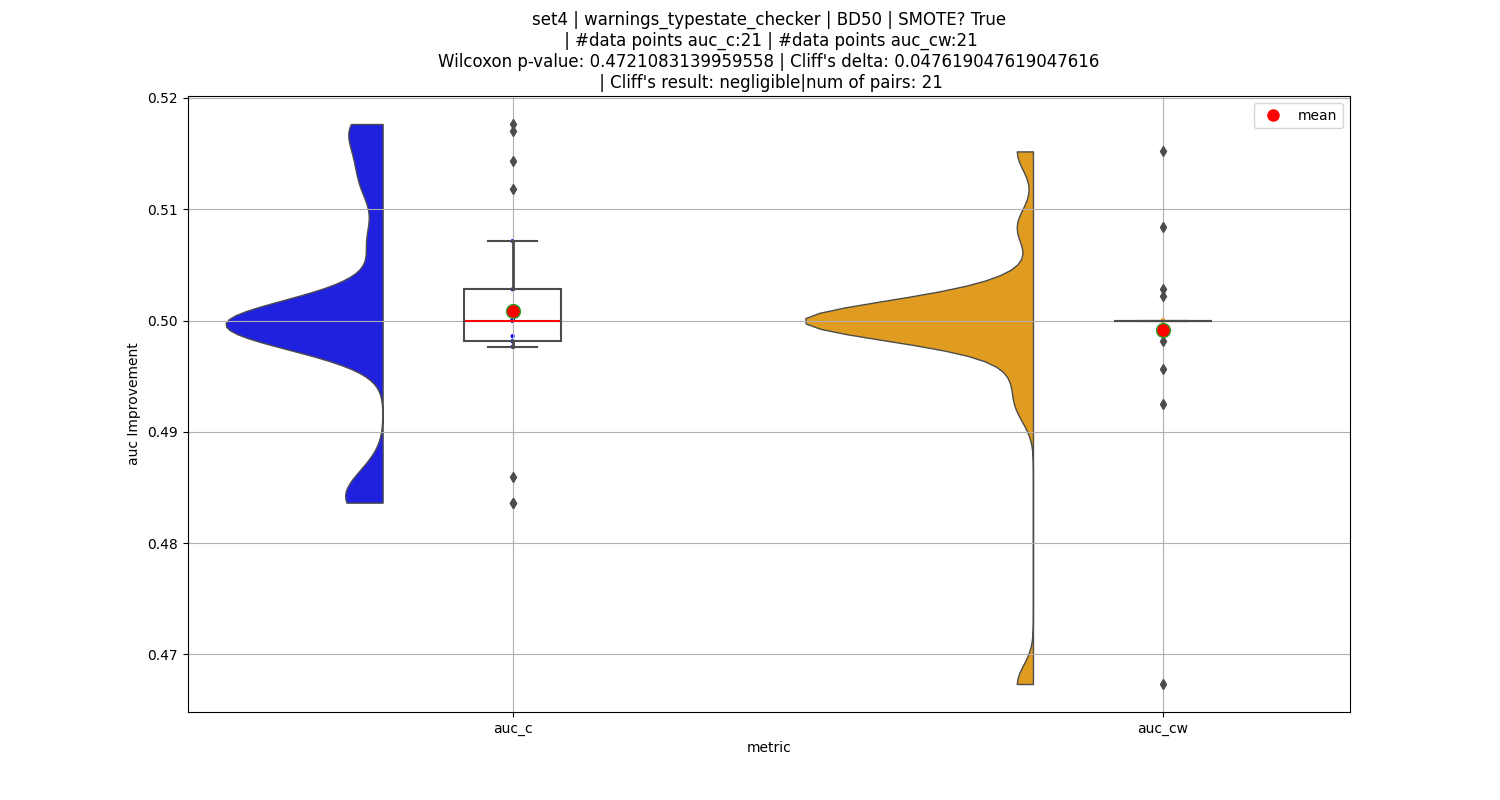 set4 | warnings_typestate_checker | BD50 | SMOTE? True
| #data points auc_c:21 | #data points auc_cw:21
Wilcoxon p-value: 0.4721083139959558 | Cliff's delta: 0.047619047619047616
| Cliff's result: negligible|num of pairs: 21
mean
0.52
0.51
0.50
0.49
0.48
0.47
auc Improvement
auc_c
auc_cw
metric